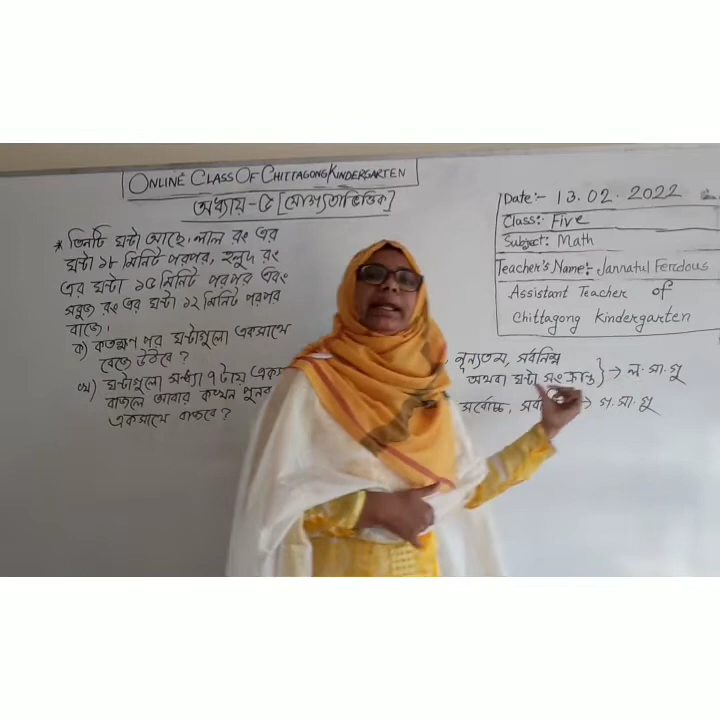 ONLINE CLASS OF CHITTAGONG KINDERGARTEN
অধ্যায়-৫ [যোগ্যতাভিত্তিক]
* তিনটি ঘন্টা আছে। লাল রং এর
ঘন্টা ১৮ মিনিট পরপর, হলুদ রং
এর ঘন্টা ১৫ মিনিট পরপর এবং
সবুজ রং এর ঘন্টা ১২ মিনিট পরপর
বাজে।
ক) কতক্ষণ পর ঘন্টাগুলো একসাথে
বেজে উঠবে?
খ) ঘন্টাগুলো সন্ধ্যা ৭ টায়
বাজলে আবার কখন
একসাথে বাজবে?
Date:- 13.02.2022
Class:- Five
Subject: Math
Teacher's Name: Jannatul Ferdous
Assistant Teacher of
Chittagong Kindergarten
ন্যূনতম, সর্বনিম্ন
অথবা ঘন্টা সংক্রান্ত } → ল.সা.গু
সর্বোচ্চ, → গ.সা.গু